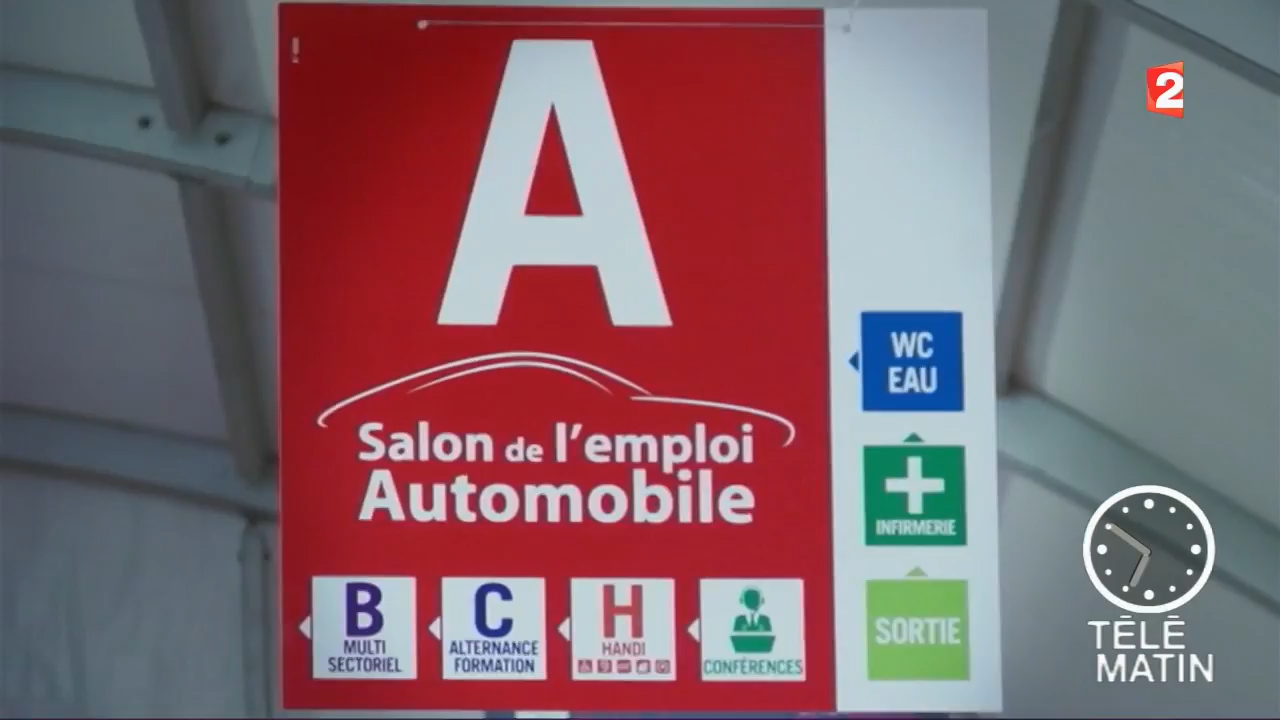 A
Salon de l'emploi
Automobile
B
MULTI
SECTORIEL
C
ALTERNANCE
FORMATION
H
HANDI
CONFÉRENCES
WC
EAU
INFIRMERIE
SORTIE
2
TÉLÉ
MATIN